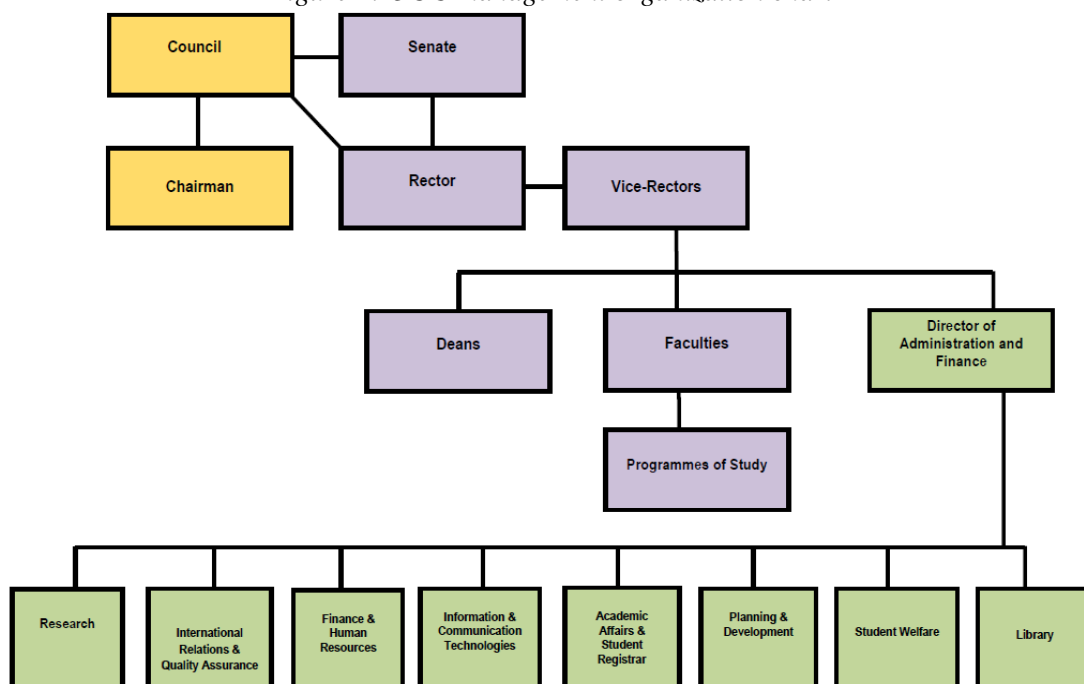 Council
Senate
Chairman
Rector
Vice-Rectors
Deans
Faculties
Director of
Administration and
Finance
Programmes of Study
Research
International
Relations &
Quality Assurance
Finance &
Human
Resources
Information &
Communication
Technologies
Academic
Affairs &
Student
Registrar
Planning &
Development
Student Welfare
Library